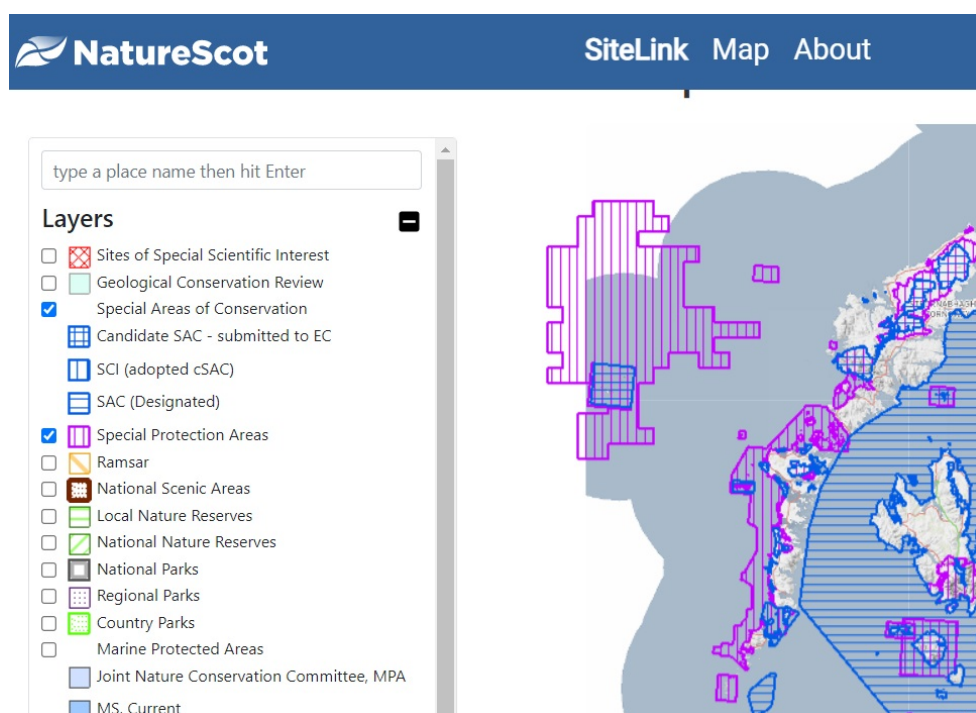 NatureScot
SiteLink Map About
type a place name then hit Enter
Layers
Sites of Special Scientific Interest
Geological Conservation Review
Special Areas of Conservation
Candidate SAC - submitted to EC
SCI (adopted cSAC)
SAC (Designated)
Special Protection Areas
Ramsar
National Scenic Areas
Local Nature Reserves
National Nature Reserves
National Parks
Regional Parks
Country Parks
Marine Protected Areas
Joint Nature Conservation Committee, MPA
MS, Current